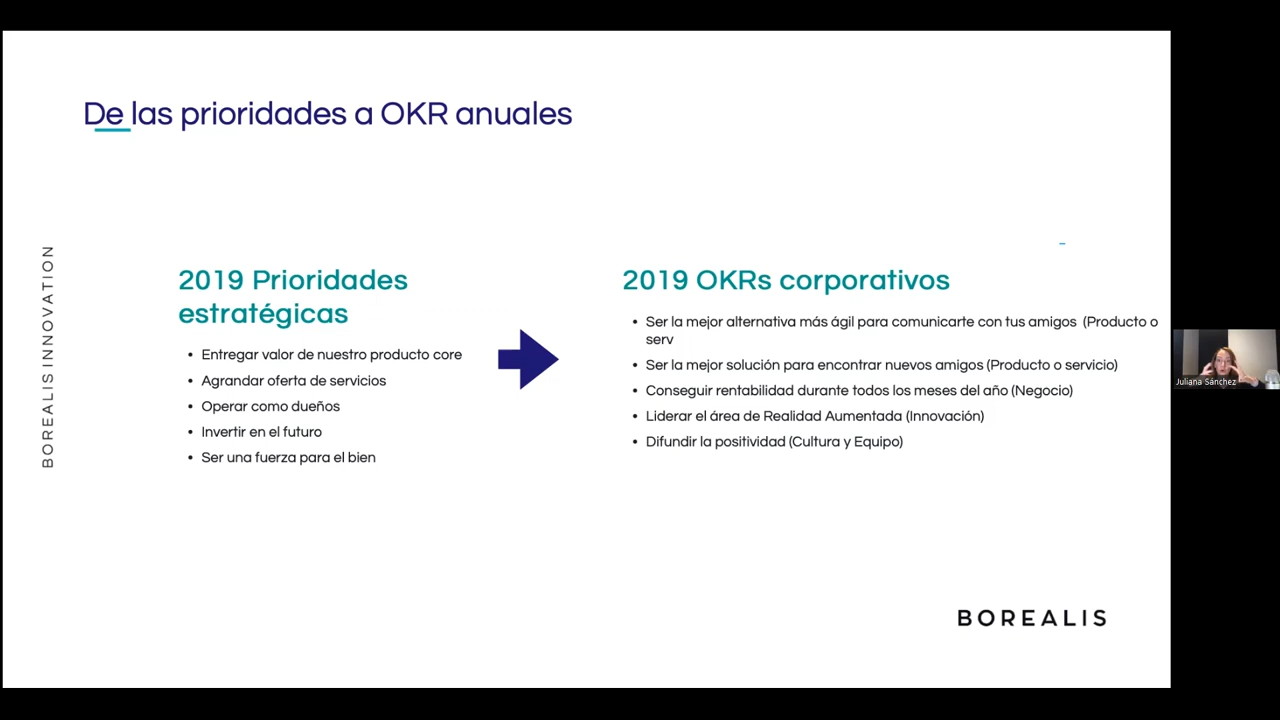 De las prioridades a OKR anuales
BOREALISINNOVATION
2019 Prioridades
estratégicas
• Entregar valor de nuestro producto core
• Agrandar oferta de servicios
• Operar como dueños
• Invertir en el futuro
• Ser una fuerza para el bien
2019 OKRs corporativos
• Ser la mejor alternativa más ágil para comunicarte con tus amigos (Producto o
serv
• Ser la mejor solución para encontrar nuevos amigos (Producto o servicio)
• Conseguir rentabilidad durante todos los meses del año (Negocio)
• Liderar el área de Realidad Aumentada (Innovación)
• Difundir la positividad (Cultura y Equipo)
Juliana Sánchez
BOREALIS